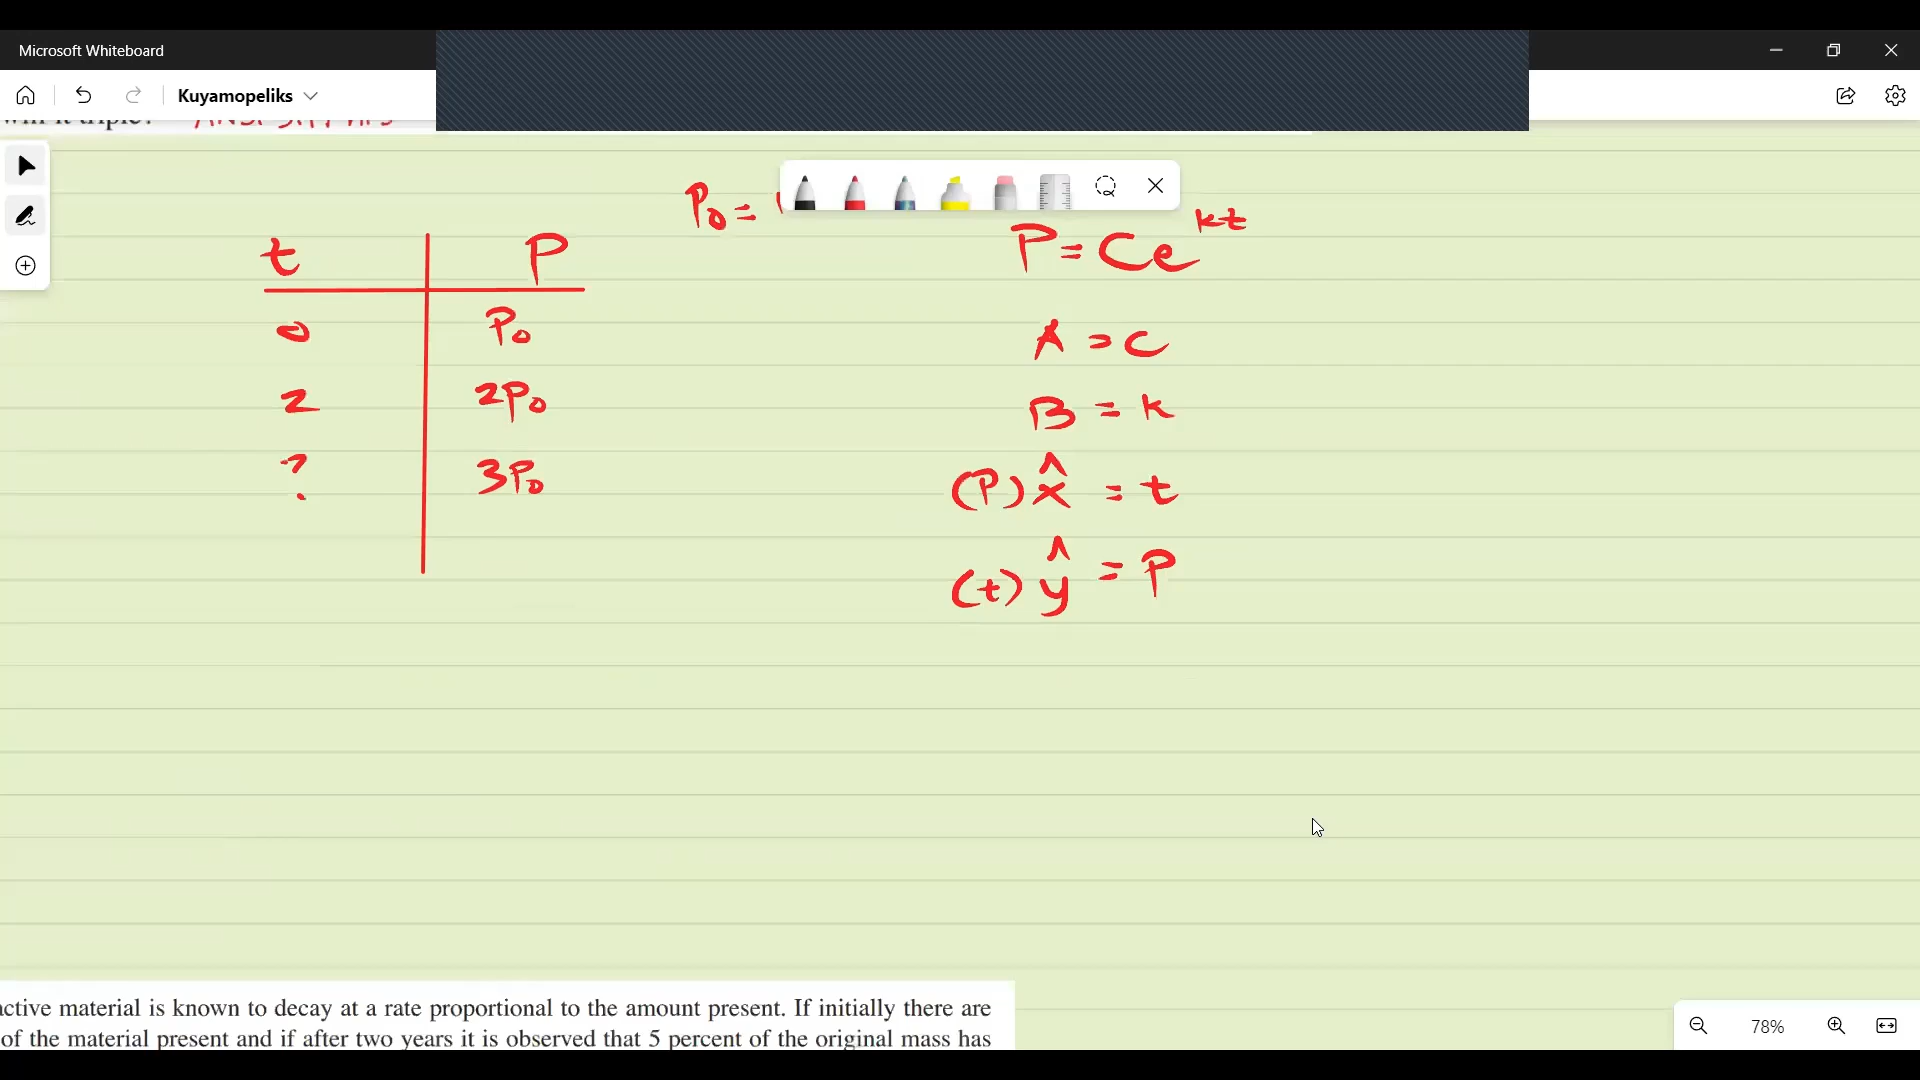 Microsoft Whiteboard
Kuyamopeliks
P₀ =
P = Ce^kt
t P
0 P₀
2 2P₀
? 3P₀
A = C
B = k
(P) x̂ = t
(t) ŷ = P
active material is known to decay at a rate proportional to the amount present. If initially there are
of the material present and if after two years it is observed that 5 percent of the original mass has
78%